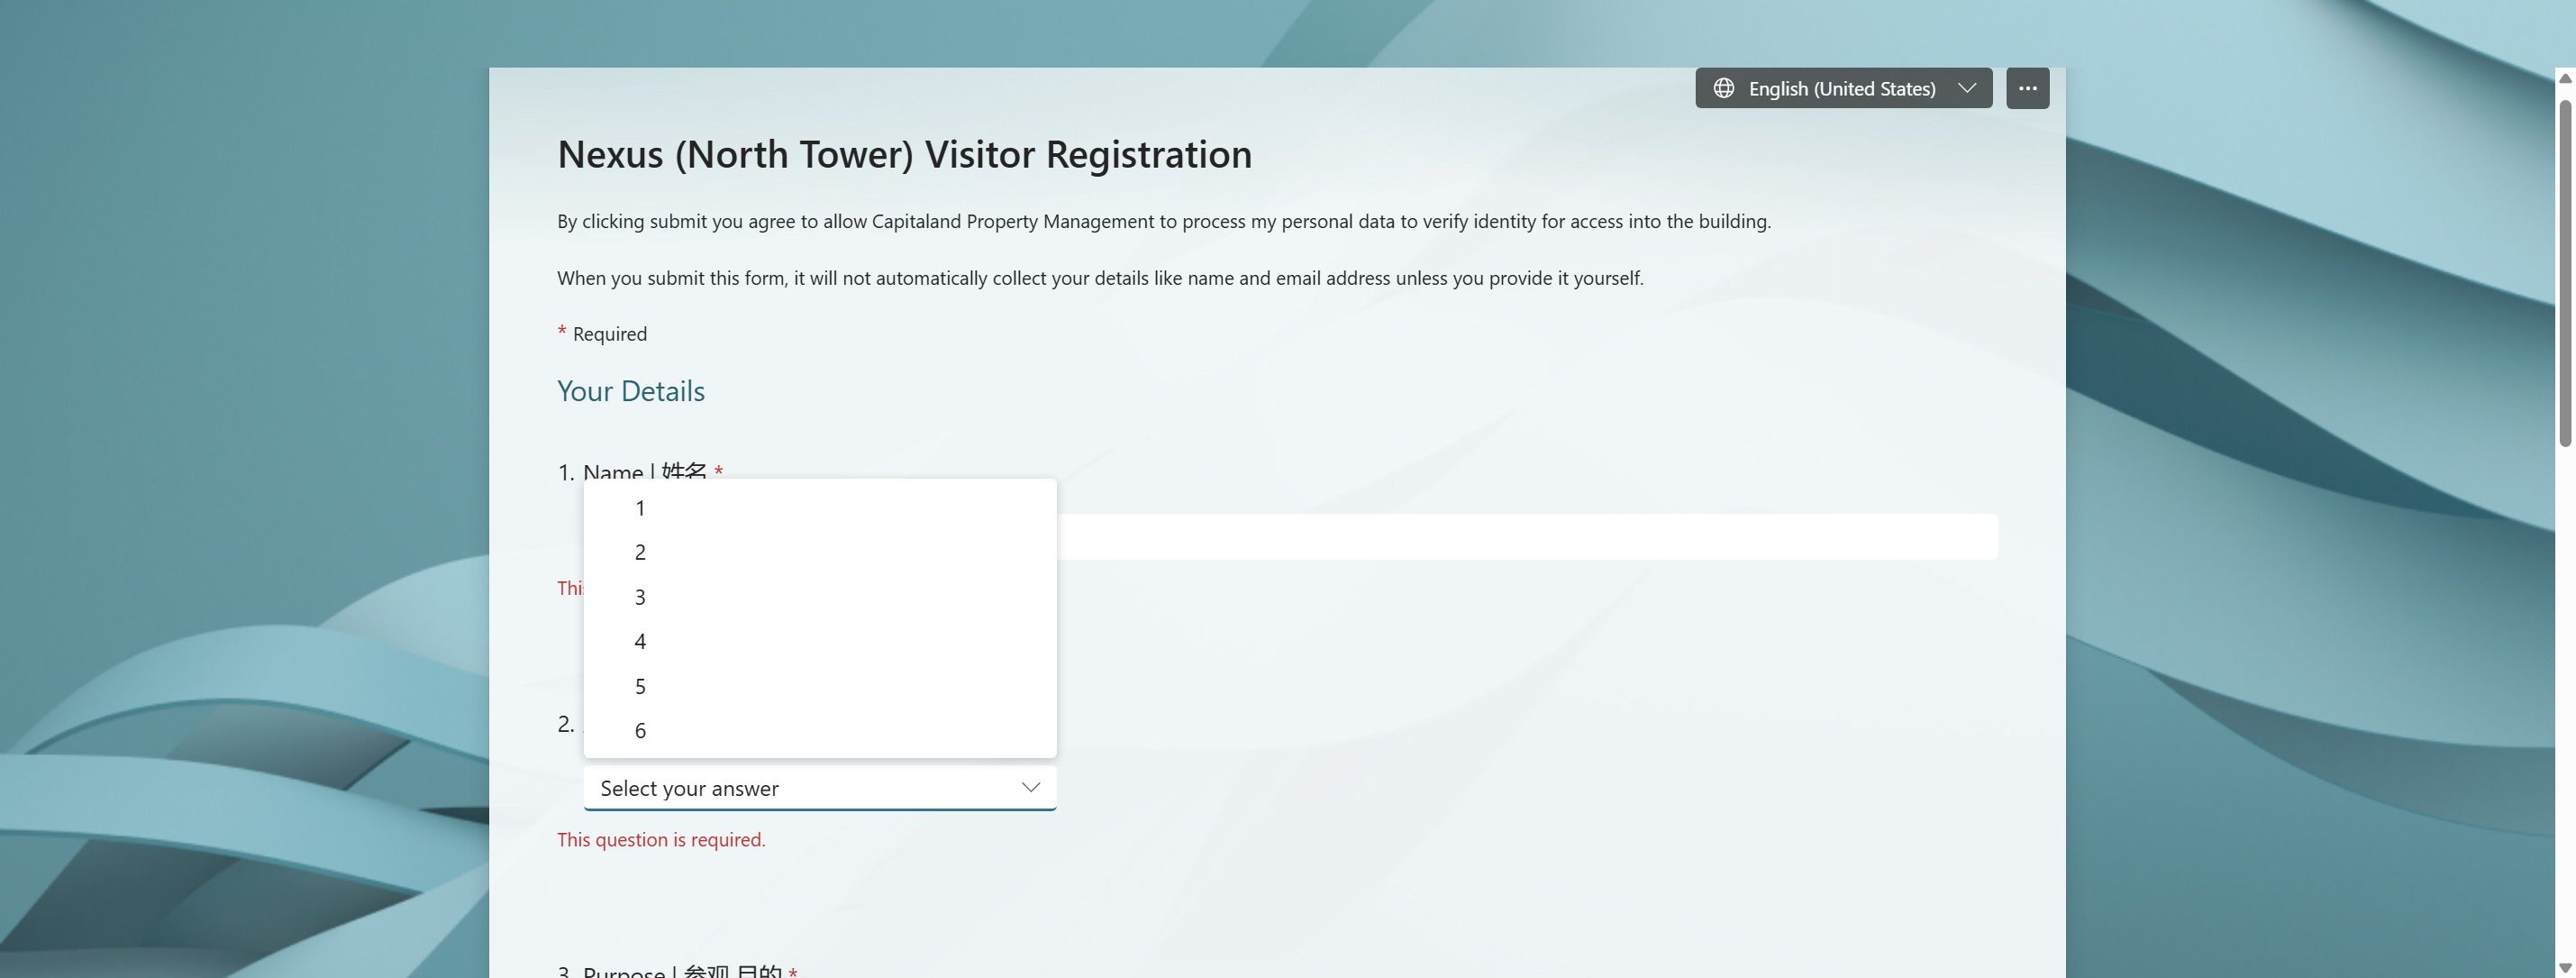 English (United States)
Nexus (North Tower) Visitor Registration
By clicking submit you agree to allow Capitaland Property Management to process my personal data to verify identity for access into the building.
When you submit this form, it will not automatically collect your details like name and email address unless you provide it yourself.
* Required
Your Details
1. Name | 姓名 *
1
2
3
4
5
6
2.
Select your answer
This question is required.
3. Purpose | 参观 目的 *